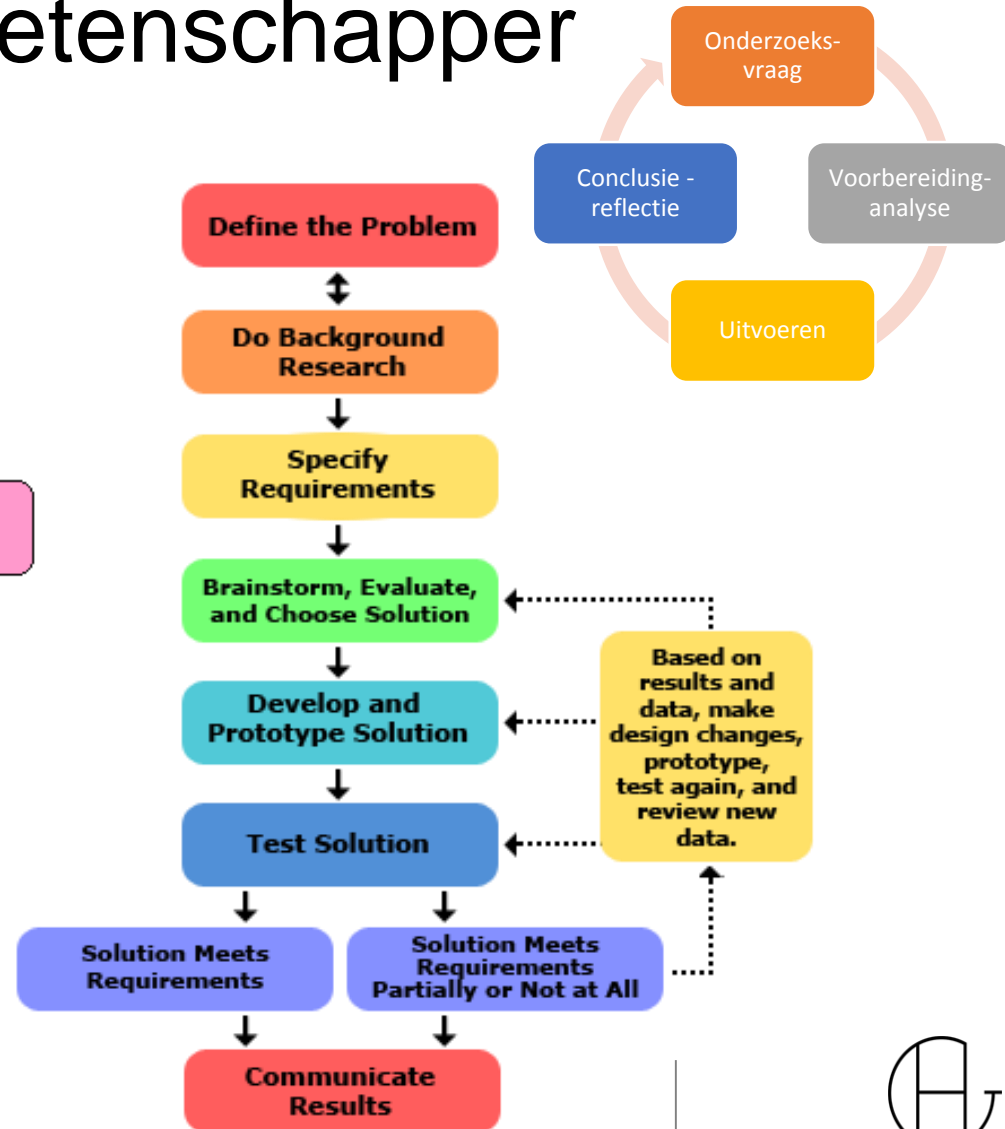 etenschapper
Onderzoeks-
vraag
Conclusie -
reflectie
Voorbereiding-
analyse
Uitvoeren
Define the Problem
Do Background
Research
Specify
Requirements
Brainstorm, Evaluate,
and Choose Solution
Develop and
Prototype Solution
Test Solution
Based on
results and
data, make
design changes,
prototype,
test again, and
review new
data.
Solution Meets
Requirements
Solution Meets
Requirements
Partially or Not at All
Communicate
Results